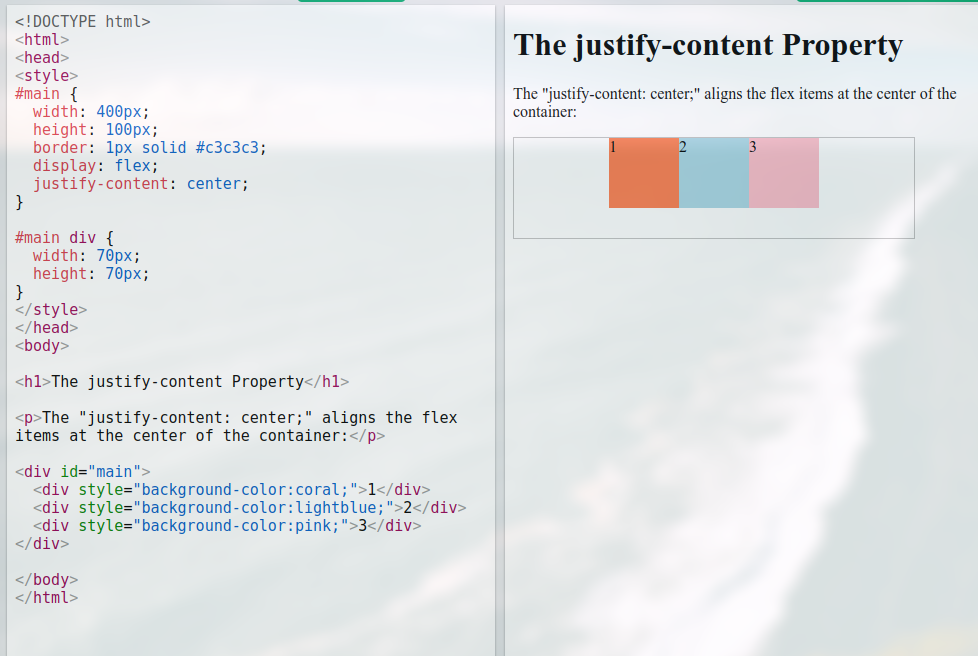 <!DOCTYPE html>
<html>
<head>
<style>
#main {
  width: 400px;
  height: 100px;
  border: 1px solid #c3c3c3;
  display: flex;
  justify-content: center;
}

#main div {
  width: 70px;
  height: 70px;
}
</style>
</head>
<body>

<h1>The justify-content Property</h1>

<p>The "justify-content: center;" aligns the flex
items at the center of the container:</p>

<div id="main">
  <div style="background-color:coral;">1</div>
  <div style="background-color:lightblue;">2</div>
  <div style="background-color:pink;">3</div>
</div>

</body>
</html>
The justify-content Property
The "justify-content: center;" aligns the flex items at the center of the
container:
1 2 3